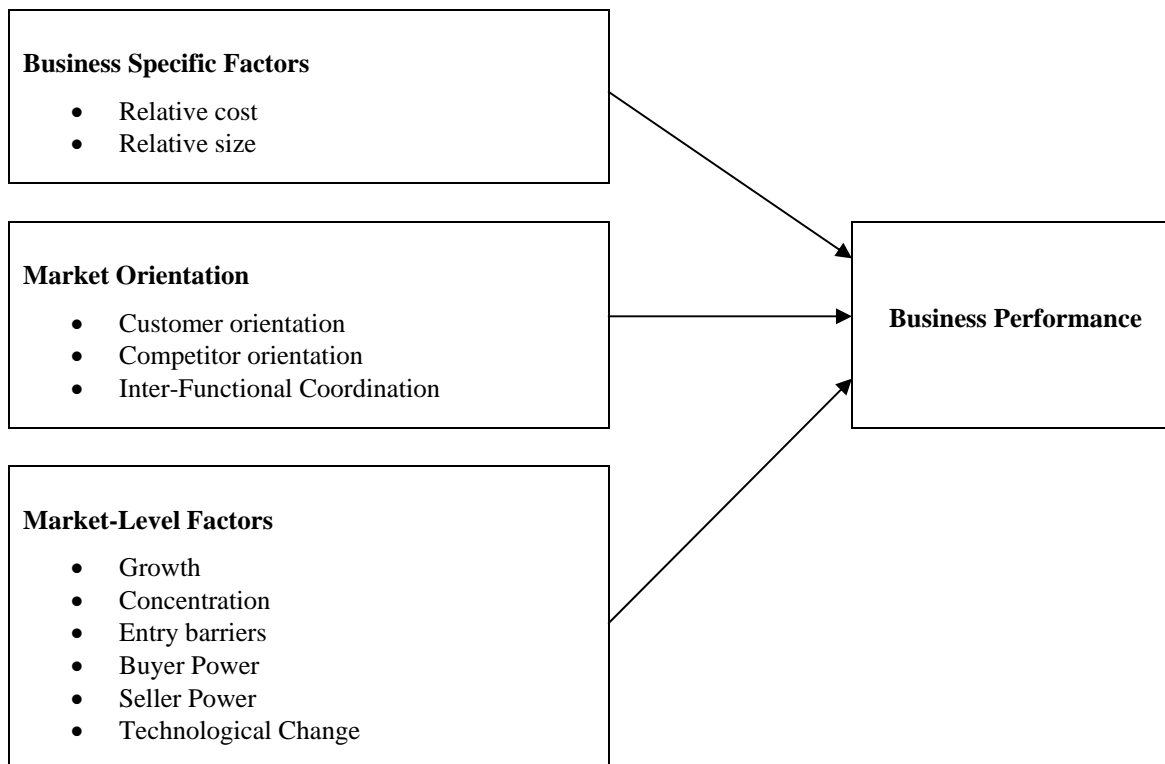 Business Specific Factors
• Relative cost
• Relative size
Market Orientation
• Customer orientation
• Competitor orientation
• Inter-Functional Coordination
Business Performance
Market-Level Factors
• Growth
• Concentration
• Entry barriers
• Buyer Power
• Seller Power
• Technological Change